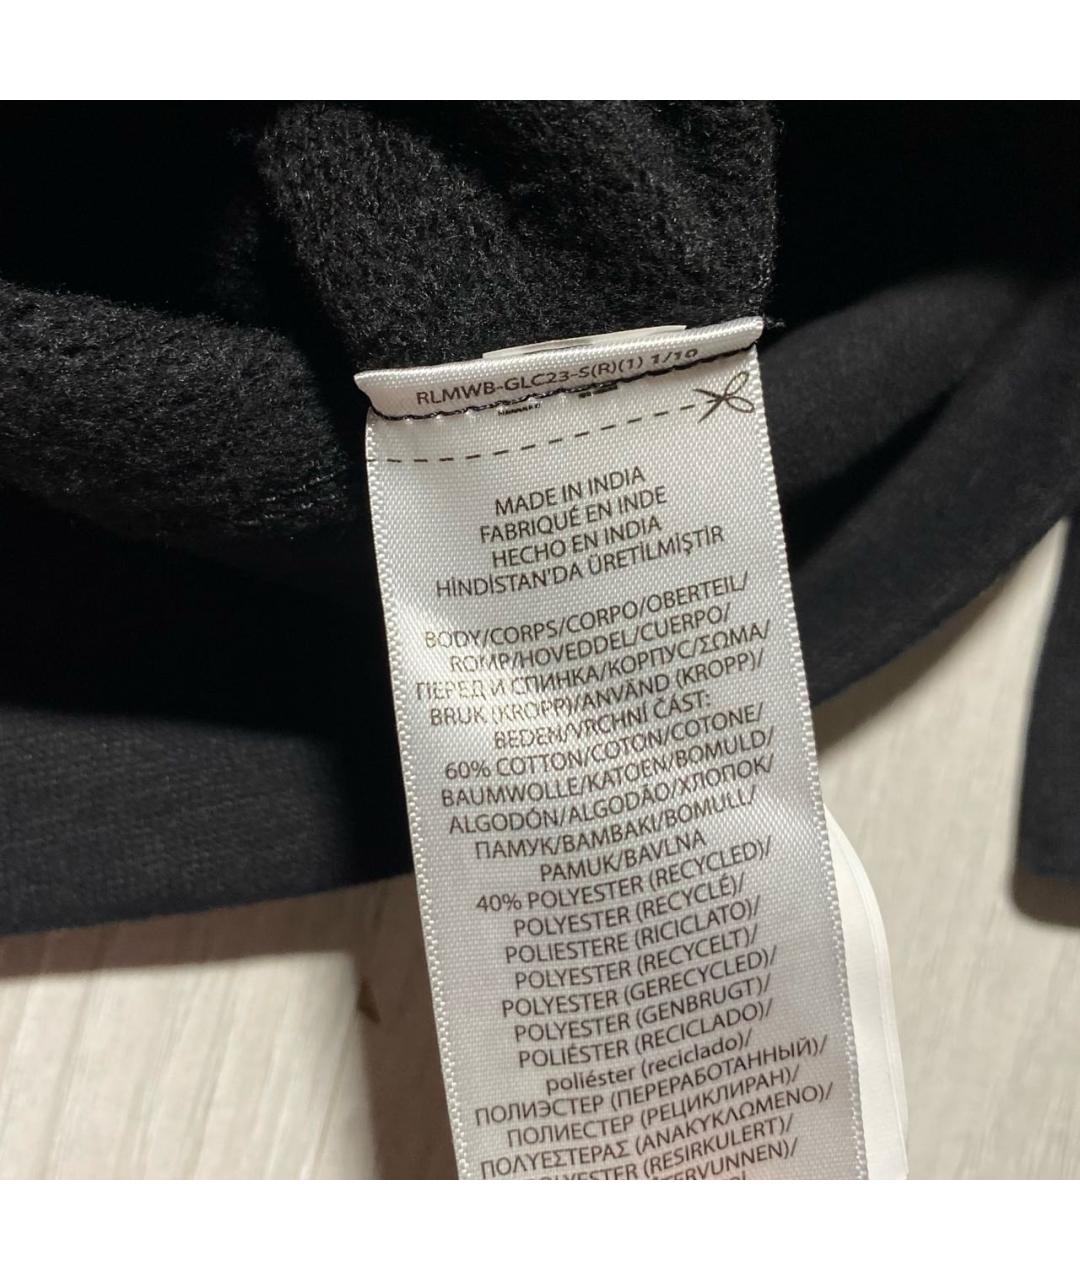 RLMWB-GLC23-S(R)(1) 1/10
MADE IN INDIA
FABRIQUÉ EN INDE
HECHO EN INDIA
HİNDİSTAN'DA ÜRETİLMİŞTİR
BODY/CORPS/CORPO/OBERTEIL/
ROMP/HOVEDDEL/CUERPO/
ПЕРЕД И СПИНКА/КОРПУС/ΣΩΜΑ/
BRUK (KROPP)/ANVÄND (KROPP)/
BEDEN/VRCHNÍ ČÁST:
60% COTTON/COTON/COTONE/
BAUMWOLLE/KATOEN/BOMULD/
ALGODÓN/ALGODÃO/ХЛОПОК/
ПАМУК/BAMBAKI/BOMULL/
PAMUK/BAVLNA
40% POLYESTER (RECYCLED)/
POLYESTER (RECYCLÉ)/
POLIESTERE (RICICLATO)/
POLYESTER (RECYCELT)/
POLYESTER (GERECYCLED)/
POLYESTER (GENBRUGT)/
POLIÉSTER (RECICLADO)/
poliéster (reciclado)/
ПОЛИЭСТЕР (ПЕРЕРАБОТАННЫЙ)/
ПОЛИЕСТЕР (РЕЦИКЛИРАН)/
ΠΟΛΥΕΣΤΕΡΑΣ (ΑΝΑΚΥΚΛΩΜΕΝΟ)/
POLYESTER (RESIRKULERT)/